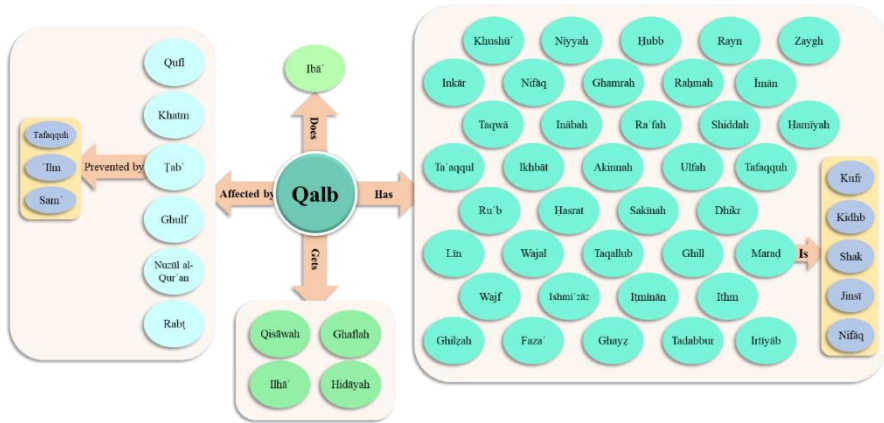 Qufl
Khatm
Ṭabʿ
Ghulf
Nuzūl al-
Qurʾan
Rabṭ
Tafaqquh
ʿIlm
Samʿ
Prevented by
Affected by
Ibāʾ
Does
Qalb
Has
Gets
Qisāwah
Ghaflah
Ilhāʾ
Hidāyah
Khushūʿ
Nīyyah
Ḥubb
Rayn
Zaygh
Inkār
Nifāq
Ghamrah
Raḥmah
Īmān
Taqwā
Inābah
Raʾfah
Shiddah
Ḥamīyah
Taʿaqqul
Ikhbāt
Akinnah
Ulfah
Tafaqquh
Ruʿb
Ḥasrat
Sakīnah
Dhikr
Līn
Wajal
Taqallub
Ghill
Maraḍ
Wajf
Ishmiʾzāz
Iṭmīnān
Ithm
Ghilẓah
Fazaʿ
Ghayẓ
Tadabbur
Irtīyāb
Is
Kufr
Kidhb
Shak
Jinsī
Nifāq